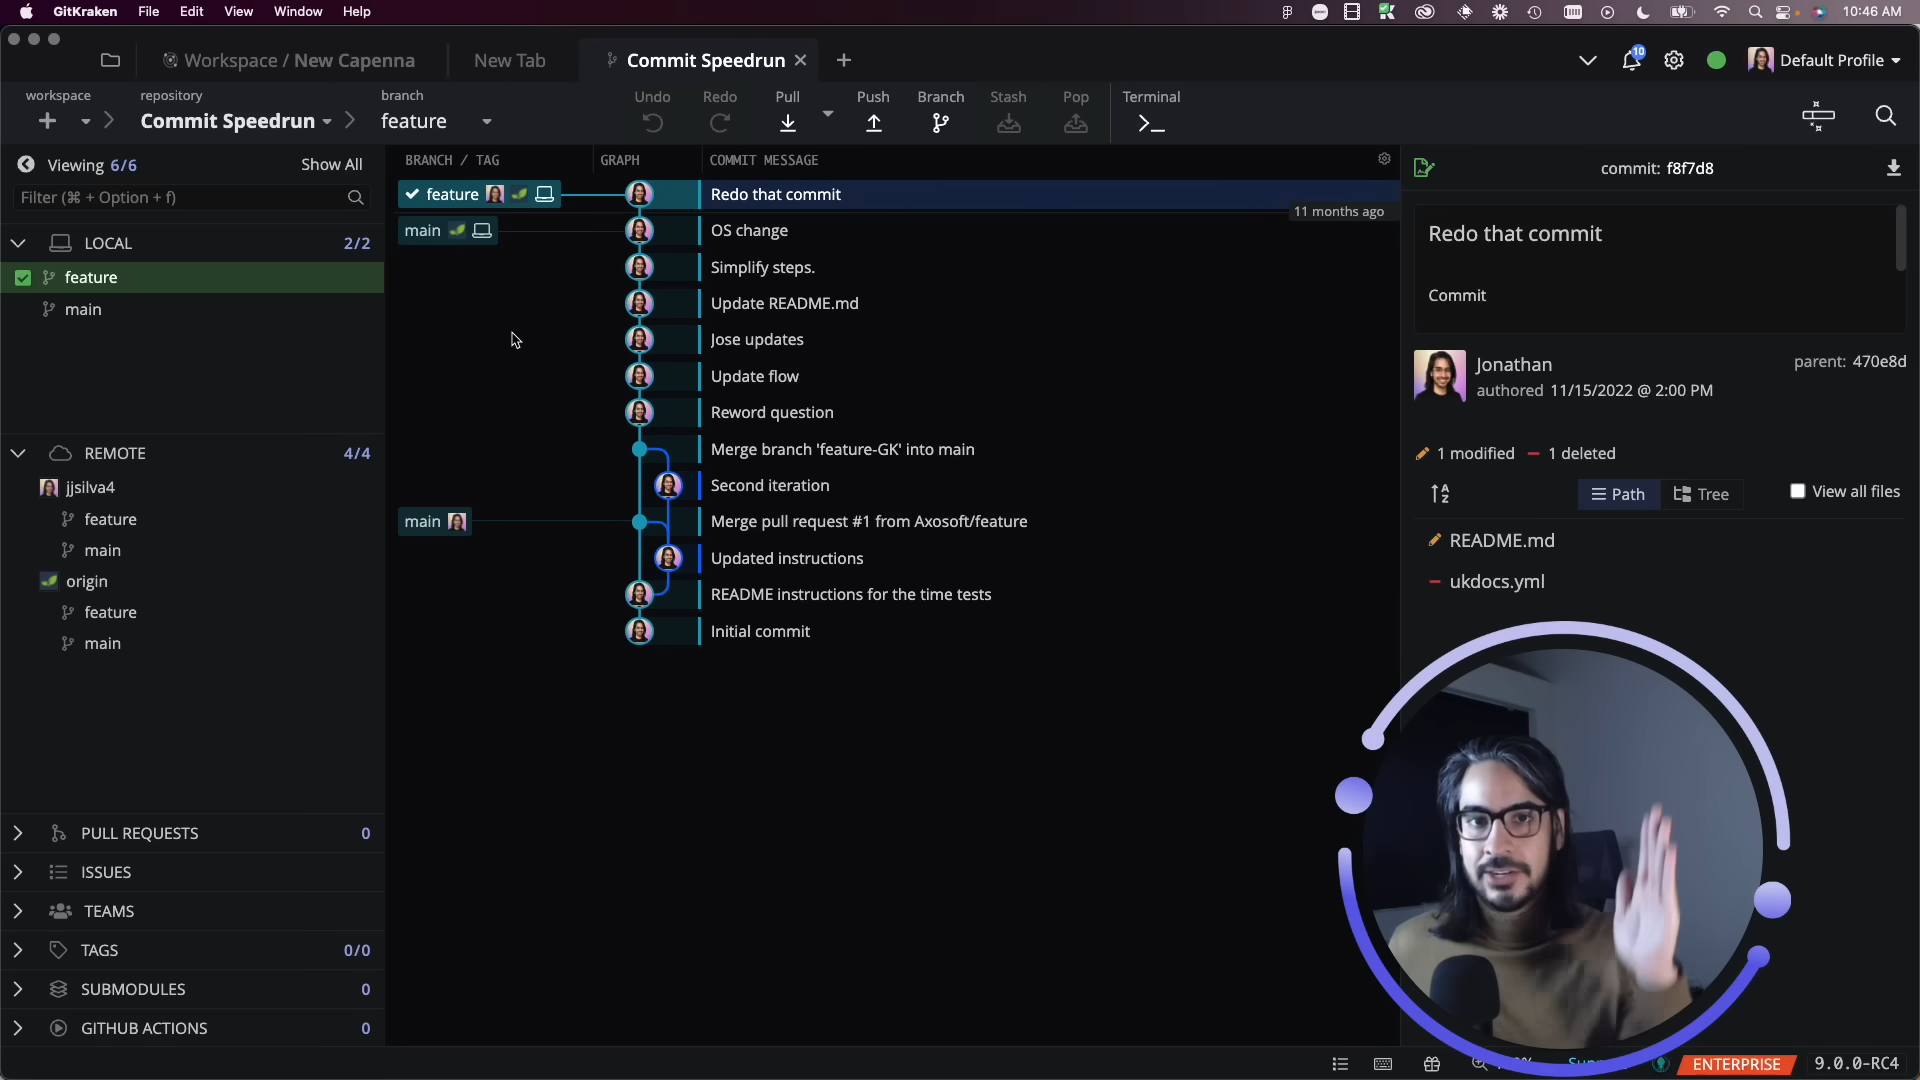 GitKraken File Edit View Window Help 10:46 AM
Workspace / New Capenna New Tab Commit Speedrun 10 Default Profile
workspace repository branch Undo Redo Pull Push Branch Stash Pop Terminal
Commit Speedrun feature
Viewing 6/6 Show All
Filter (⌘ + Option + f)
LOCAL 2/2
feature
main
REMOTE 4/4
jjsilva4
feature
main
origin
feature
main
PULL REQUESTS 0
ISSUES
TEAMS
TAGS 0/0
SUBMODULES 0
GITHUB ACTIONS 0
BRANCH / TAG GRAPH COMMIT MESSAGE
feature Redo that commit
11 months ago
main OS change
Simplify steps.
Update README.md
Jose updates
Update flow
Reword question
Merge branch 'feature-GK' into main
Second iteration
main Merge pull request #1 from Axosoft/feature
Updated instructions
README instructions for the time tests
Initial commit
commit: f8f7d8
Redo that commit
Commit
Jonathan parent: 470e8d
authored 11/15/2022 @ 2:00 PM
1 modified 1 deleted
Path Tree View all files
README.md
ukdocs.yml
ENTERPRISE 9.0.0-RC4